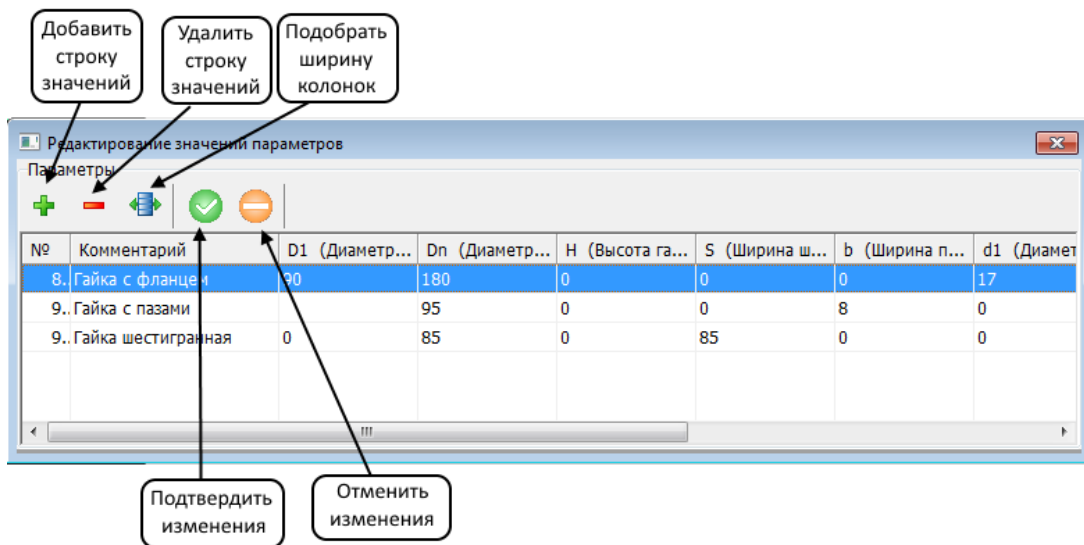 Добавить
строку
значений
Удалить
строку
значений
Подобрать
ширину
колонок
Редактирование значений параметров
Параметры
№ Комментарий D1 (Диаметр... Dn (Диаметр... H (Высота га... S (Ширина ш... b (Ширина п... d1 (Диамет
8.. Гайка с фланцем 90 180 0 0 0 17
9.. Гайка с пазами 95 0 0 8 0
9.. Гайка шестигранная 0 85 0 85 0 0
Подтвердить
изменения
Отменить
изменения